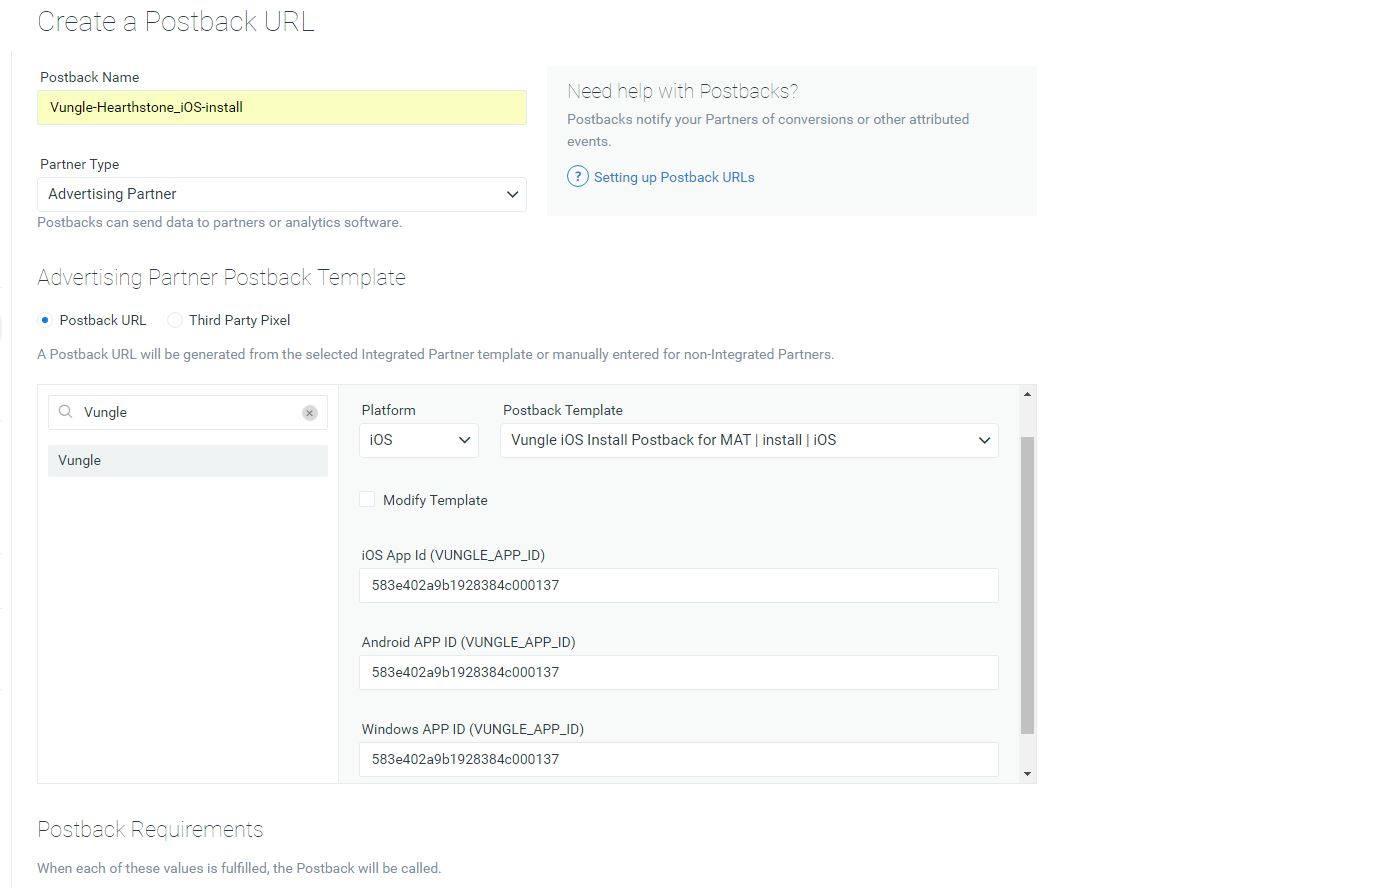 Create a Postback URL
Postback Name
Vungle-Hearthstone_iOS-install
Need help with Postbacks?
Postbacks notify your Partners of conversions or other attributed
events.
? Setting up Postback URLs
Partner Type
Advertising Partner
Postbacks can send data to partners or analytics software.
Advertising Partner Postback Template
Postback URL Third Party Pixel
A Postback URL will be generated from the selected Integrated Partner template or manually entered for non-Integrated Partners.
Vungle
Vungle
Platform Postback Template
iOS Vungle iOS Install Postback for MAT | install | iOS
Modify Template
iOS App Id (VUNGLE_APP_ID)
583e402a9b1928384c000137
Android APP ID (VUNGLE_APP_ID)
583e402a9b1928384c000137
Windows APP ID (VUNGLE_APP_ID)
583e402a9b1928384c000137
Postback Requirements
When each of these values is fulfilled, the Postback will be called.